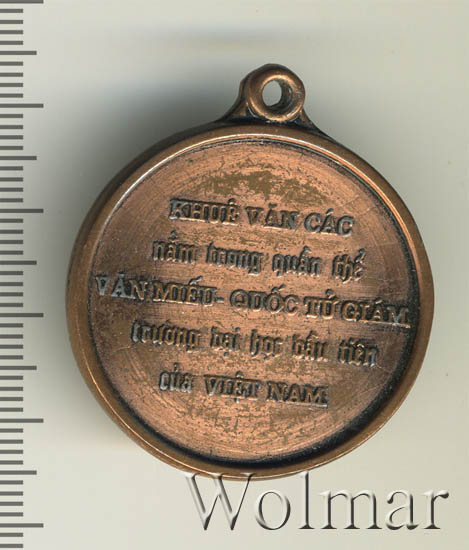 KHUÊ VĂN CÁC
nằm trong quần thể
VĂN MIẾU - QUỐC TỬ GIÁM
trường đại học đầu tiên
của VIỆT NAM
Wolmar